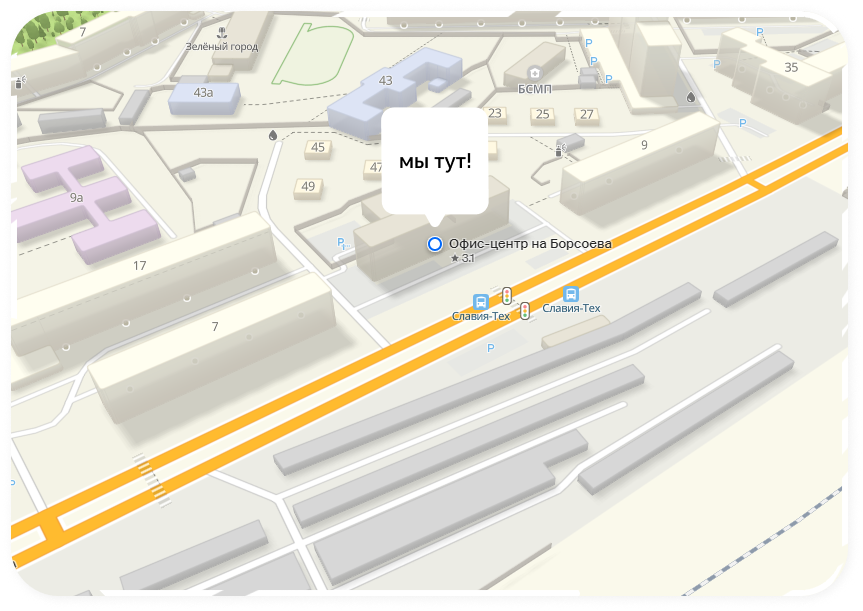 7
Зелёный город
P
P
43
P
35
P
P
БСМП
43а
23
25
27
P
мы тут!
45
9
47
49
9а
P
Офис-центр на Борсоева
3.1
17
Славия-Тех
Славия-Тех
7
P
P